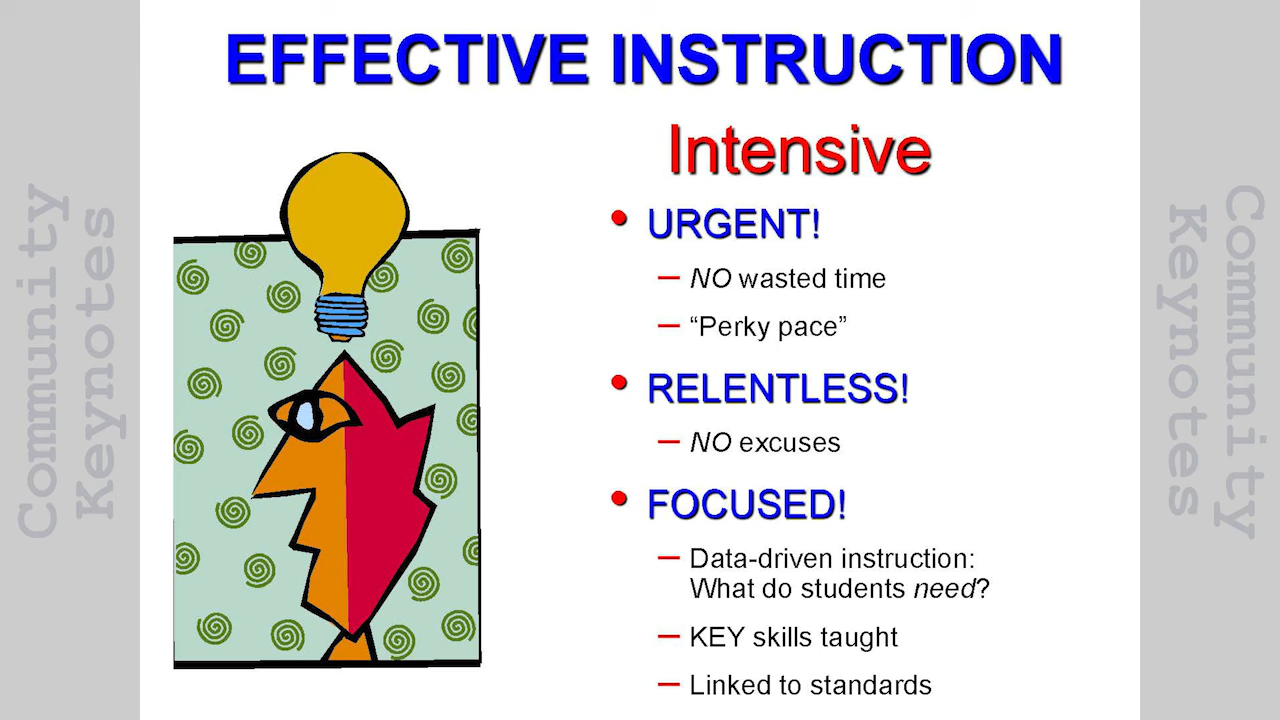 Community
Keynotes
EFFECTIVE INSTRUCTION
Intensive
• URGENT!
– NO wasted time
– “Perky pace”
• RELENTLESS!
– NO excuses
• FOCUSED!
– Data-driven instruction:
What do students need?
– KEY skills taught
– Linked to standards
Community
Keynotes